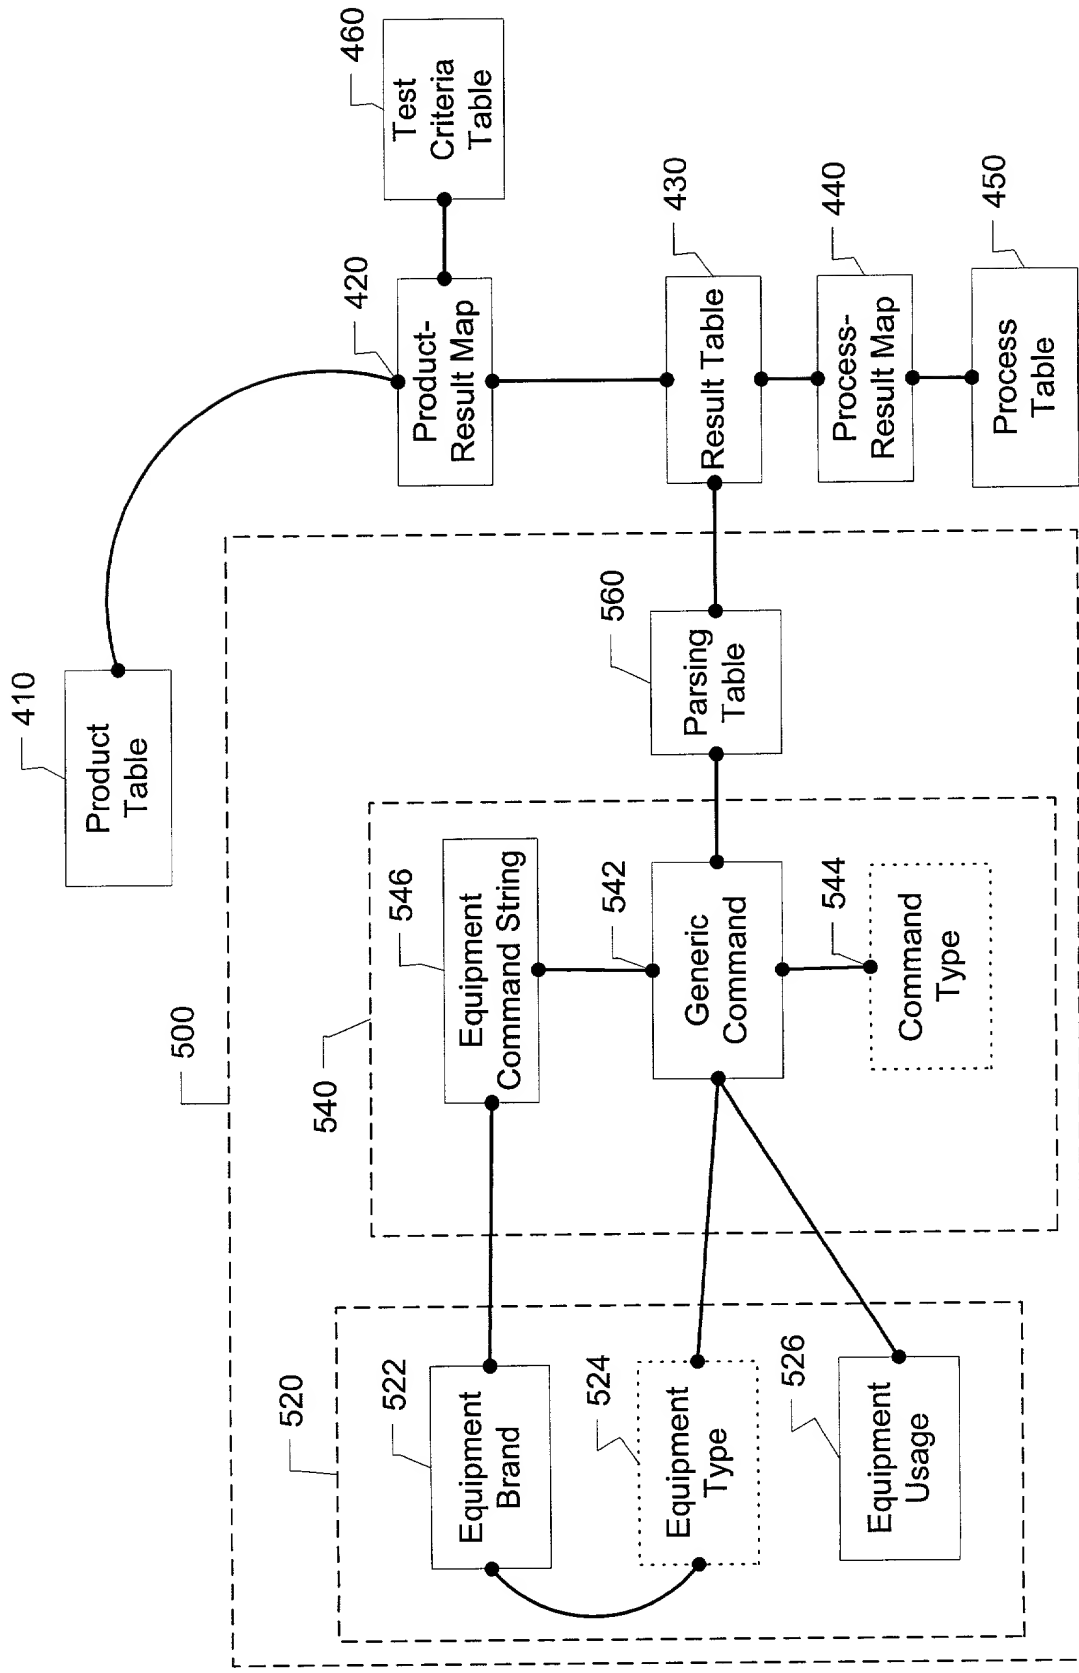 410
Product
Table
420
Product-
Result Map
460
Test
Criteria
Table
500
540
546
Equipment
Command String
542
Generic
Command
544
Command
Type
560
Parsing
Table
430
Result Table
440
Process-
Result Map
450
Process
Table
520
522
Equipment
Brand
524
Equipment
Type
526
Equipment
Usage